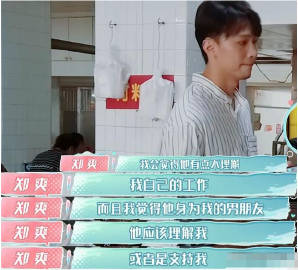 有料
郑爽 我会觉得他有点不理解
郑爽 我自己的工作
郑爽 而且我觉得他身为我的男朋友
郑爽 他应该理解我
郑爽 或者是支持我